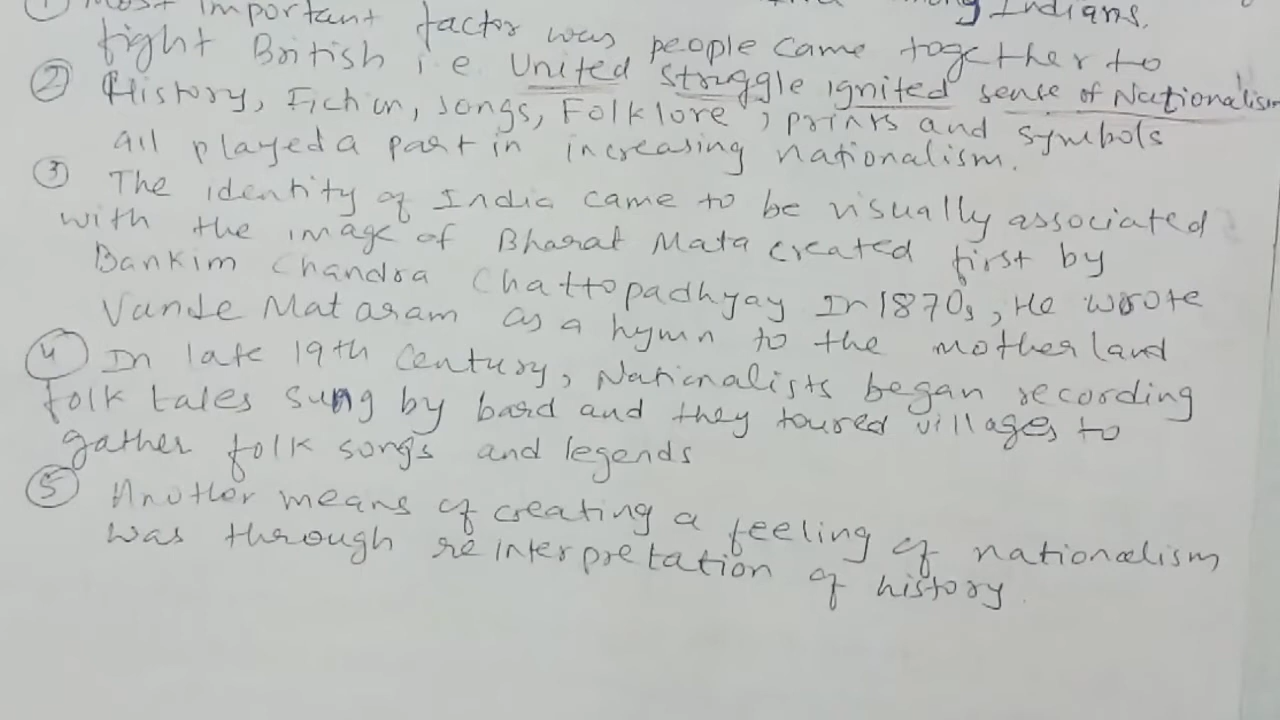 Indians.
① Most important factor was people came together to
fight British i.e. United struggle ignited sense of Nationalism
② History, Fiction, songs, Folklore, prints and symbols
all played a part in increasing nationalism.
③ The identity of India came to be visually associated
with the image of Bharat Mata created first by
Bankim Chandra Chattopadhyay In 1870s, He wrote
Vande Mataram as a hymn to the motherland
④ In late 19th century, Nationalists began recording
folk tales sung by bard and they toured villages to
gather folk songs and legends
⑤ Another means of creating a feeling of nationalism
was through reinterpretation of history.